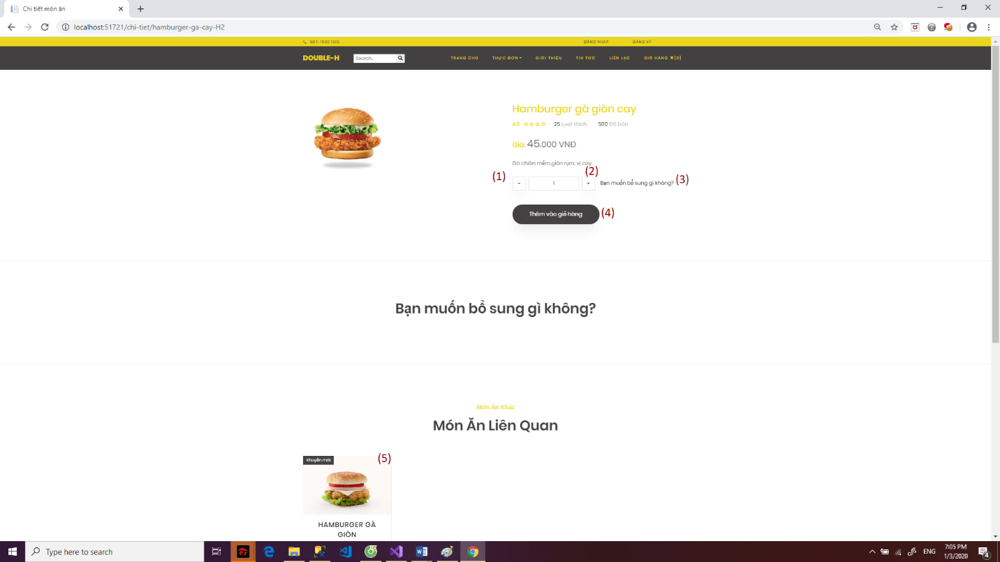 Chi tiết món ăn
localhost:51721/chi-tiet/hamburger-ga-cay-H2
SĐT: 1900 1010 ĐĂNG NHẬP ĐĂNG KÝ
DOUBLE-H Search.. TRANG CHỦ THỰC ĐƠN GIỚI THIỆU TIN TỨC LIÊN LẠC GIỎ HÀNG [0]
Hamburger gà giòn cay
4.3 25 Lượt thích 500 Đã bán
Giá: 45.000 VNĐ
Gà chiên mềm,giòn rụm, vị cay.
(1) - 1 + (2) Bạn muốn bổ sung gì không? (3)
Thêm vào giỏ hàng (4)
Bạn muốn bổ sung gì không?
Món Ăn Khác
Món Ăn Liên Quan
Khuyến mãi (5)
HAMBURGER GÀ
GIÒN
Type here to search ENG 7:05 PM
1/3/2020 4